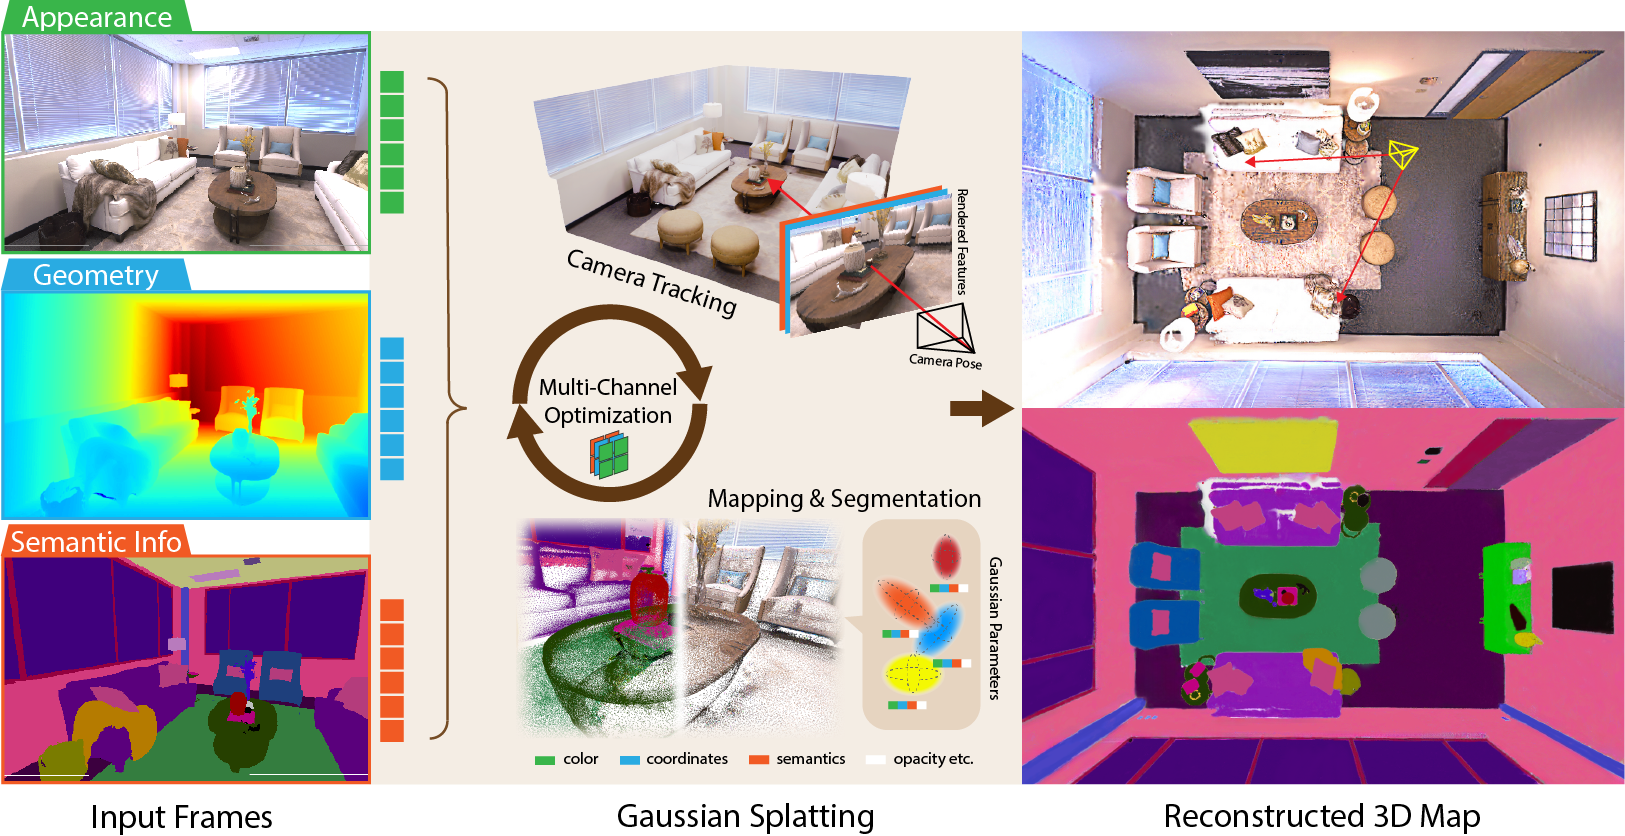 Appearance
Geometry
Semantic Info
Camera Tracking
Rendered Features
Camera Pose
Multi-Channel
Optimization
Mapping & Segmentation
Gaussian Parameters
color
coordinates
semantics
opacity etc.
Input Frames
Gaussian Splatting
Reconstructed 3D Map